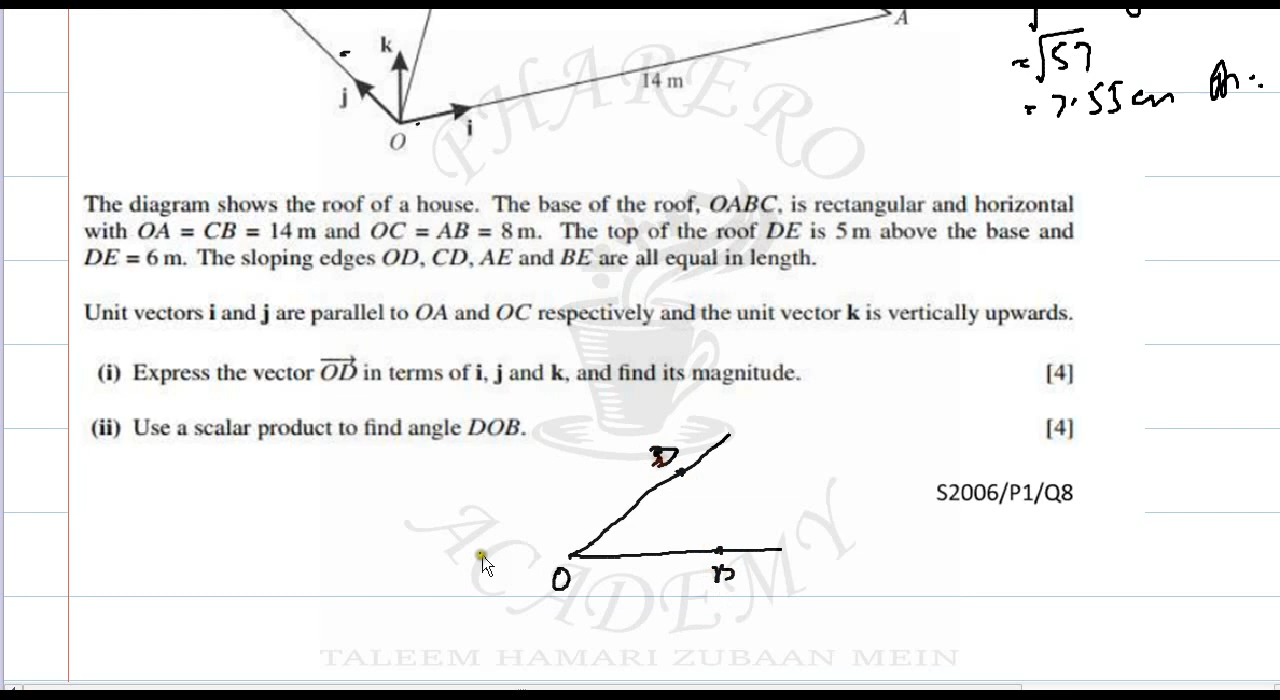 A
= √57
= 7.55 cm
k
j
i
O
14 m
PHARERO
The diagram shows the roof of a house. The base of the roof, OABC, is rectangular and horizontal
with OA = CB = 14 m and OC = AB = 8 m. The top of the roof DE is 5 m above the base and
DE = 6 m. The sloping edges OD, CD, AE and BE are all equal in length.
Unit vectors i and j are parallel to OA and OC respectively and the unit vector k is vertically upwards.
(i) Express the vector OD in terms of i, j and k, and find its magnitude. [4]
(ii) Use a scalar product to find angle DOB. [4]
D
S2006/P1/Q8
O
B
ACADEMY
TALEEM HAMARI ZUBAAN MEIN